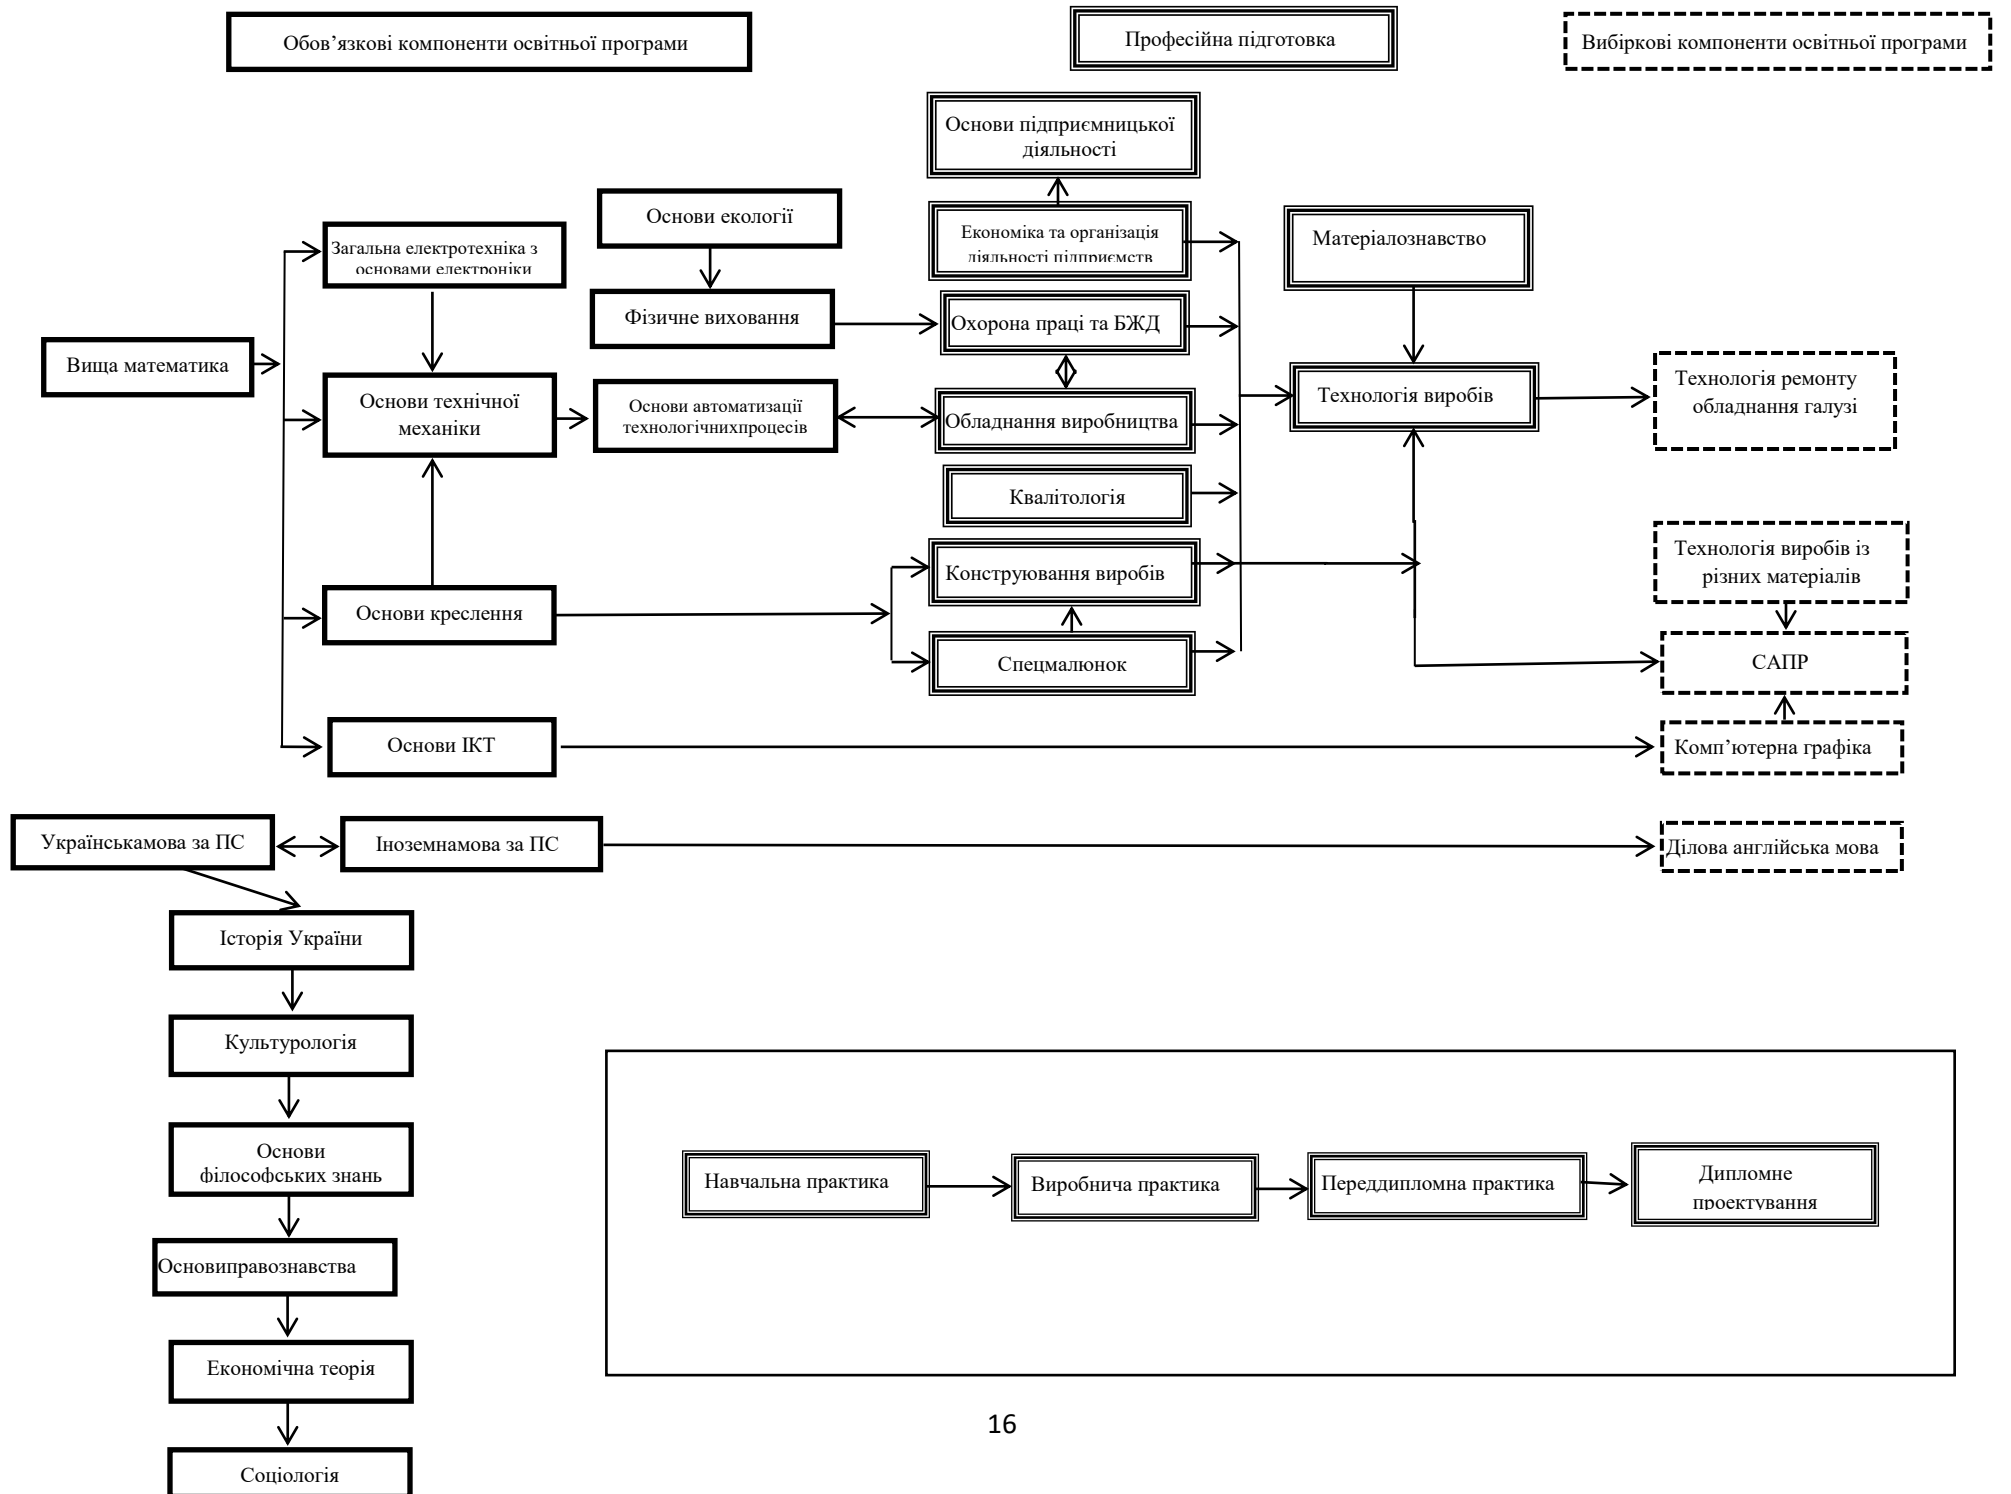 Обов’язкові компоненти освітньої програми
Професійна підготовка
Вибіркові компоненти освітньої програми
Основи підприємницької
діяльності
Основи екології
Загальна електротехніка з
основами електроніки
Економіка та організація
діяльності підприємств
Матеріалознавство
Фізичне виховання
Охорона праці та БЖД
Вища математика
Основи технічної
механіки
Основи автоматизації
технологічнихпроцесів
Обладнання виробництва
Технологія виробів
Технологія ремонту
обладнання галузі
Квалітологія
Конструювання виробів
Технологія виробів із
різних матеріалів
Основи креслення
Спецмалюнок
САПР
Основи ІКТ
Комп’ютерна графіка
Українськамова за ПС
Іноземнамова за ПС
Ділова англійська мова
Історія України
Культурологія
Основи
філософських знань
Навчальна практика
Виробнича практика
Переддипломна практика
Дипломне
проектування
Основиправознавства
Економічна теорія
16
Соціологія